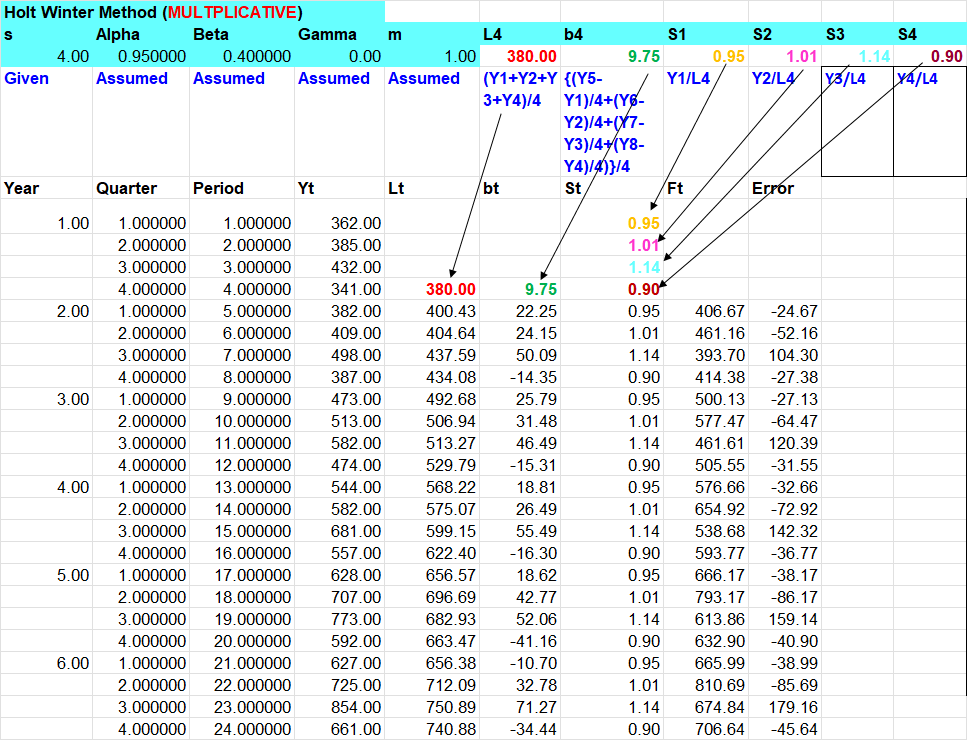 Holt Winter Method (MULTPLICATIVE)
s Alpha Beta Gamma m L4 b4 S1 S2 S3 S4
4.00 0.950000 0.400000 0.00 1.00 380.00 9.75 0.95 1.01 1.14 0.90
Given Assumed Assumed Assumed Assumed (Y1+Y2+Y {(Y5- Y1/L4 Y2/L4 Y3/L4 Y4/L4
3+Y4)/4 Y1)/4+(Y6-
Y2)/4+(Y7-
Y3)/4+(Y8-
Y4)/4)}/4
Year Quarter Period Yt Lt bt St Ft Error
1.00 1.000000 1.000000 362.00 0.95
2.000000 2.000000 385.00 1.01
3.000000 3.000000 432.00 1.14
4.000000 4.000000 341.00 380.00 9.75 0.90
2.00 1.000000 5.000000 382.00 400.43 22.25 0.95 406.67 -24.67
2.000000 6.000000 409.00 404.64 24.15 1.01 461.16 -52.16
3.000000 7.000000 498.00 437.59 50.09 1.14 393.70 104.30
4.000000 8.000000 387.00 434.08 -14.35 0.90 414.38 -27.38
3.00 1.000000 9.000000 473.00 492.68 25.79 0.95 500.13 -27.13
2.000000 10.000000 513.00 506.94 31.48 1.01 577.47 -64.47
3.000000 11.000000 582.00 513.27 46.49 1.14 461.61 120.39
4.000000 12.000000 474.00 529.79 -15.31 0.90 505.55 -31.55
4.00 1.000000 13.000000 544.00 568.22 18.81 0.95 576.66 -32.66
2.000000 14.000000 582.00 575.07 26.49 1.01 654.92 -72.92
3.000000 15.000000 681.00 599.15 55.49 1.14 538.68 142.32
4.000000 16.000000 557.00 622.40 -16.30 0.90 593.77 -36.77
5.00 1.000000 17.000000 628.00 656.57 18.62 0.95 666.17 -38.17
2.000000 18.000000 707.00 696.69 42.77 1.01 793.17 -86.17
3.000000 19.000000 773.00 682.93 52.06 1.14 613.86 159.14
4.000000 20.000000 592.00 663.47 -41.16 0.90 632.90 -40.90
6.00 1.000000 21.000000 627.00 656.38 -10.70 0.95 665.99 -38.99
2.000000 22.000000 725.00 712.09 32.78 1.01 810.69 -85.69
3.000000 23.000000 854.00 750.89 71.27 1.14 674.84 179.16
4.000000 24.000000 661.00 740.88 -34.44 0.90 706.64 -45.64